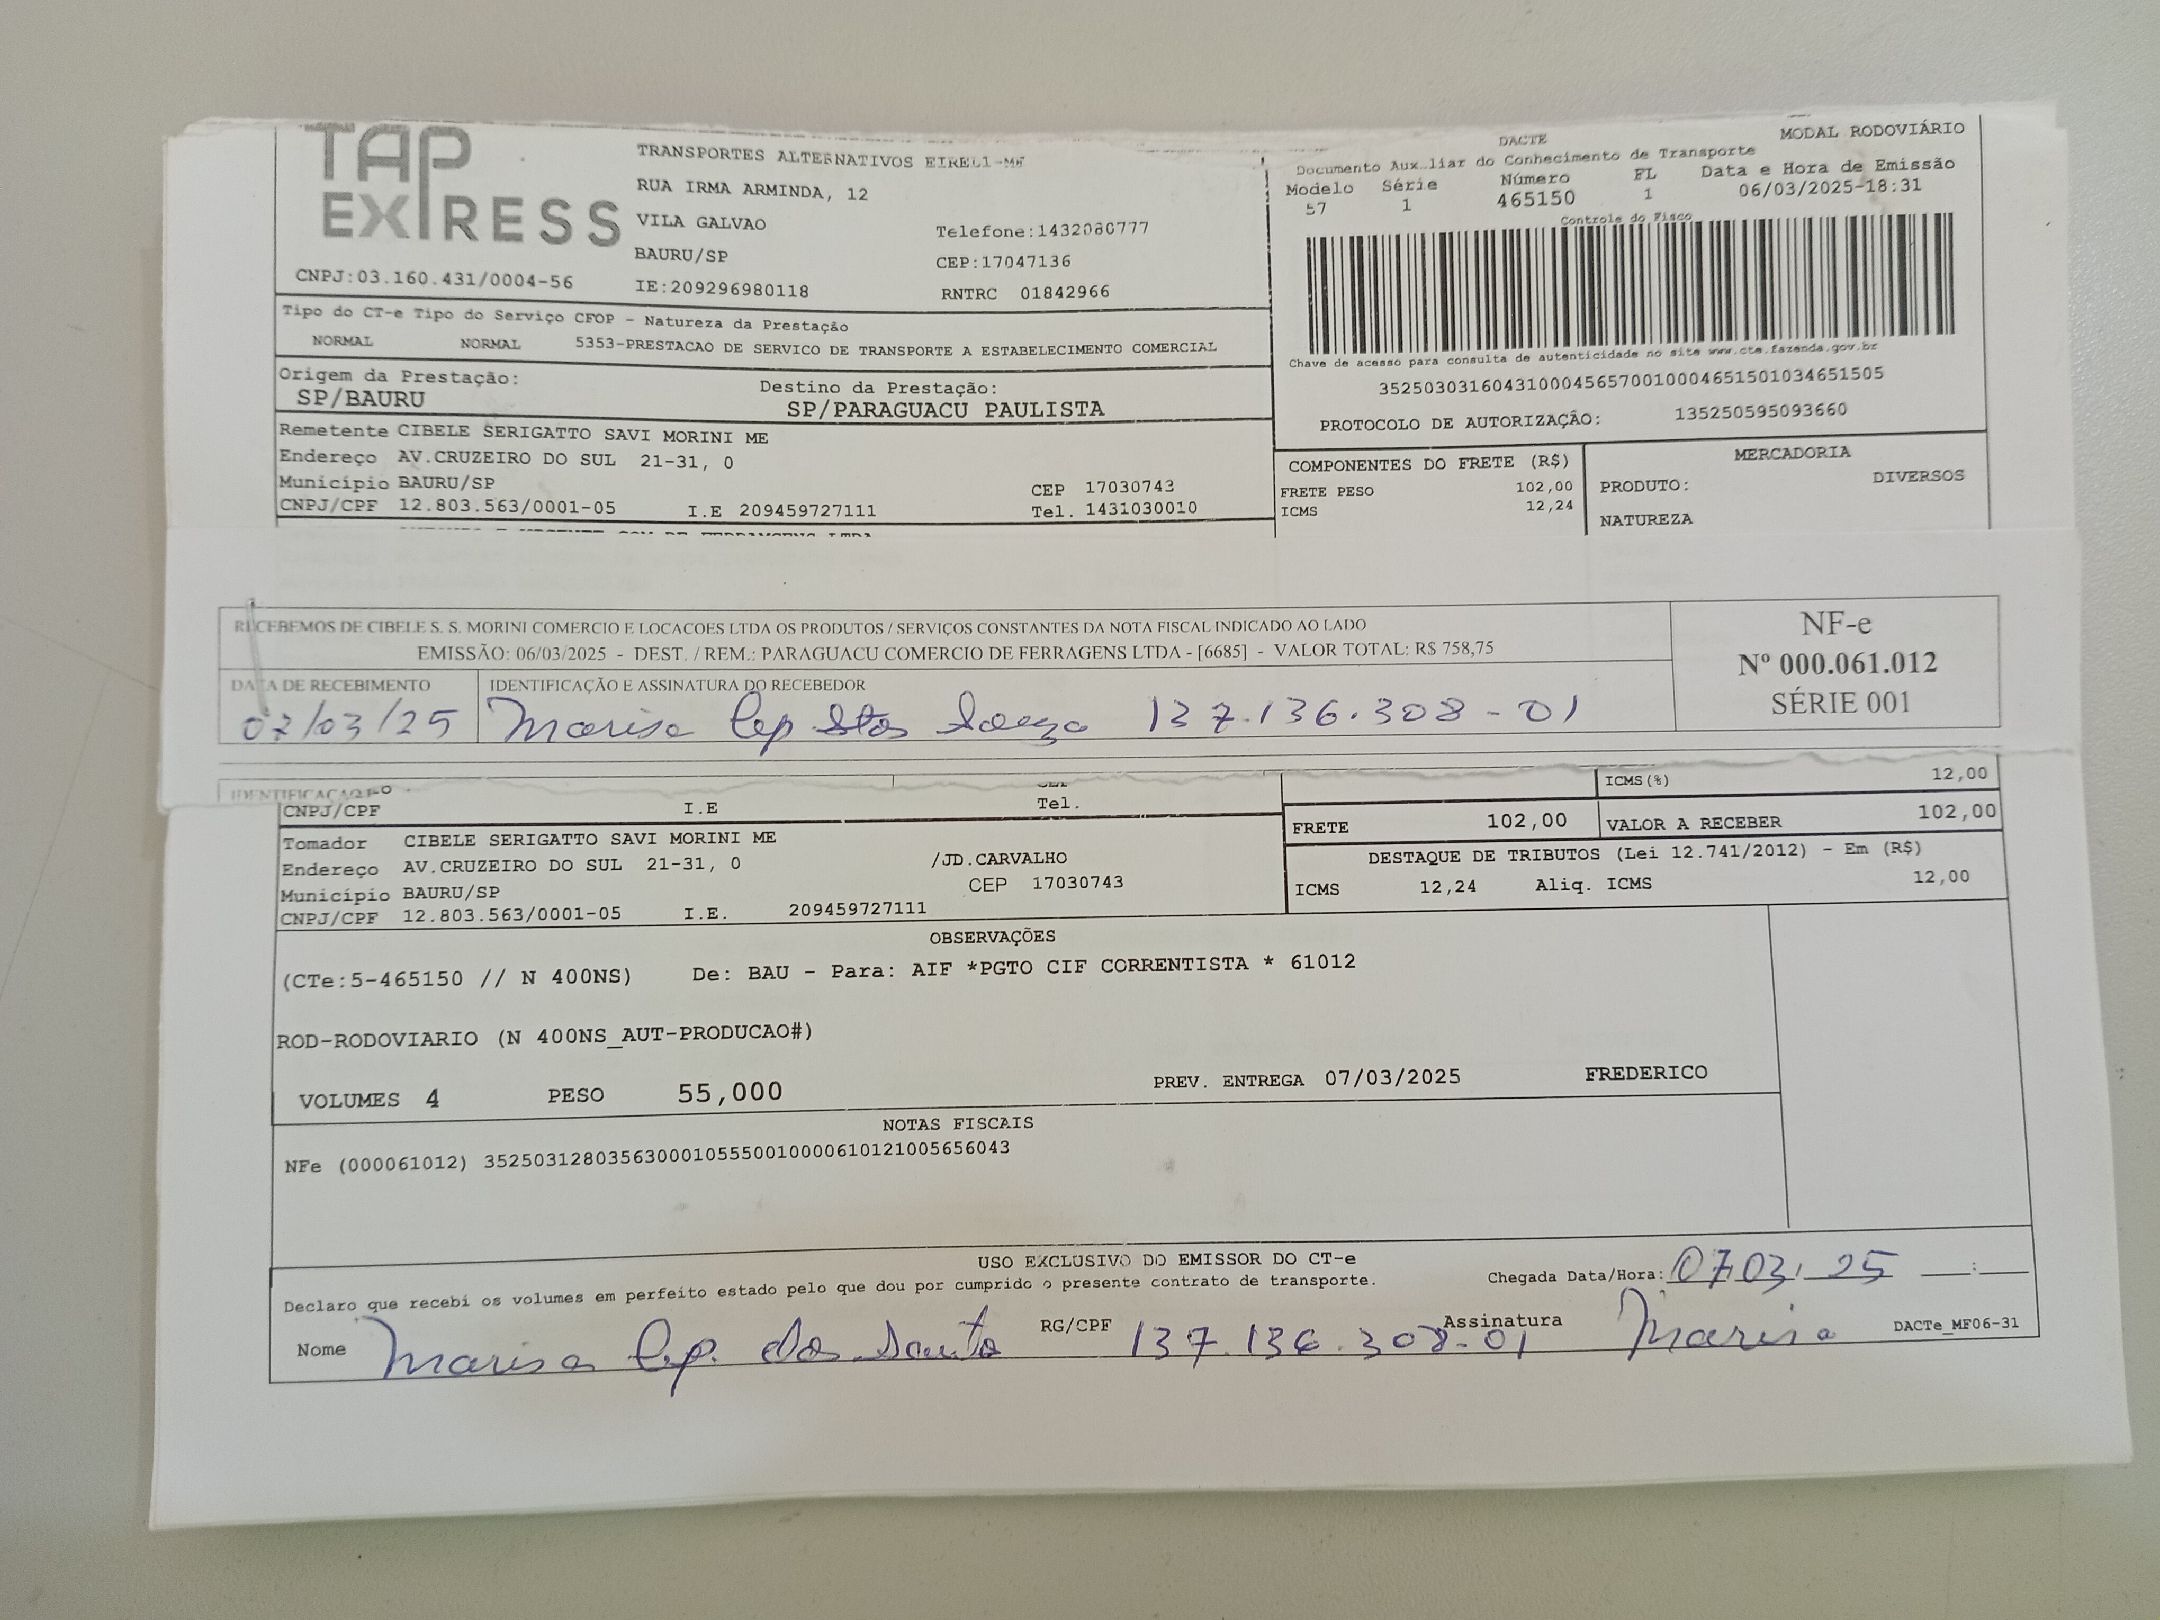 TAP
EXPRESS
CNPJ:03.160.431/0004-56
TRANSPORTES ALTERNATIVOS EIRELI-ME
RUA IRMA ARMINDA, 12
VILA GALVAO
Telefone:1432080777
BAURU/SP
CEP:17047136
IE:209296980118
RNTRC 01842966
DACTE
MODAL RODOVIÁRIO
Documento Auxiliar do Conhecimento de Transporte
Modelo Série Número FL Data e Hora de Emissão
57 1 465150 1 06/03/2025-18:31
Controle do Fisco
Chave de acesso para consulta de autenticidade no site www.cte.fazenda.gov.br
35250303160431000456570010004651501034651505
PROTOCOLO DE AUTORIZAÇÃO: 135250595093660
Tipo do CT-e Tipo do Serviço CFOP - Natureza da Prestação
NORMAL NORMAL 5353-PRESTACAO DE SERVICO DE TRANSPORTE A ESTABELECIMENTO COMERCIAL
Origem da Prestação: Destino da Prestação:
SP/BAURU SP/PARAGUACU PAULISTA
Remetente CIBELE SERIGATTO SAVI MORINI ME
Endereço AV.CRUZEIRO DO SUL 21-31, 0
Município BAURU/SP CEP 17030743
CNPJ/CPF 12.803.563/0001-05 I.E 209459727111 Tel. 1431030010
COMPONENTES DO FRETE (R$)
FRETE PESO 102,00
ICMS 12,24
MERCADORIA
PRODUTO: DIVERSOS
NATUREZA
RECEBEMOS DE CIBELE S. S. MORINI COMERCIO E LOCACOES LTDA OS PRODUTOS / SERVIÇOS CONSTANTES DA NOTA FISCAL INDICADO AO LADO
EMISSÃO: 06/03/2025 - DEST. / REM.: PARAGUACU COMERCIO DE FERRAGENS LTDA - [6685] - VALOR TOTAL: R$ 758,75
DATA DE RECEBIMENTO IDENTIFICAÇÃO E ASSINATURA DO RECEBEDOR
07/03/25 Marisa Ap Stos Souza 137.136.308-01
NF-e
Nº 000.061.012
SÉRIE 001
CNPJ/CPF I.E Tel.
ICMS(%) 12,00
FRETE 102,00 VALOR A RECEBER 102,00
Tomador CIBELE SERIGATTO SAVI MORINI ME
Endereço AV.CRUZEIRO DO SUL 21-31, 0 /JD.CARVALHO
Município BAURU/SP CEP 17030743
CNPJ/CPF 12.803.563/0001-05 I.E. 209459727111
DESTAQUE DE TRIBUTOS (Lei 12.741/2012) - Em (R$)
ICMS 12,24 Aliq. ICMS 12,00
OBSERVAÇÕES
(CTe:5-465150 // N 400NS) De: BAU - Para: AIF *PGTO CIF CORRENTISTA * 61012
ROD-RODOVIARIO (N 400NS_AUT-PRODUCAO#)
VOLUMES 4 PESO 55,000 PREV. ENTREGA 07/03/2025 FREDERICO
NOTAS FISCAIS
NFe (000061012) 35250312803563000105550010000610121005656043
USO EXCLUSIVO DO EMISSOR DO CT-e
Declaro que recebi os volumes em perfeito estado pelo que dou por cumprido o presente contrato de transporte.
Chegada Data/Hora: 07.03.25 :
Nome Marisa Ap. dos Santo RG/CPF 137.136.308-01 Assinatura Marisa DACTe_MF06-31